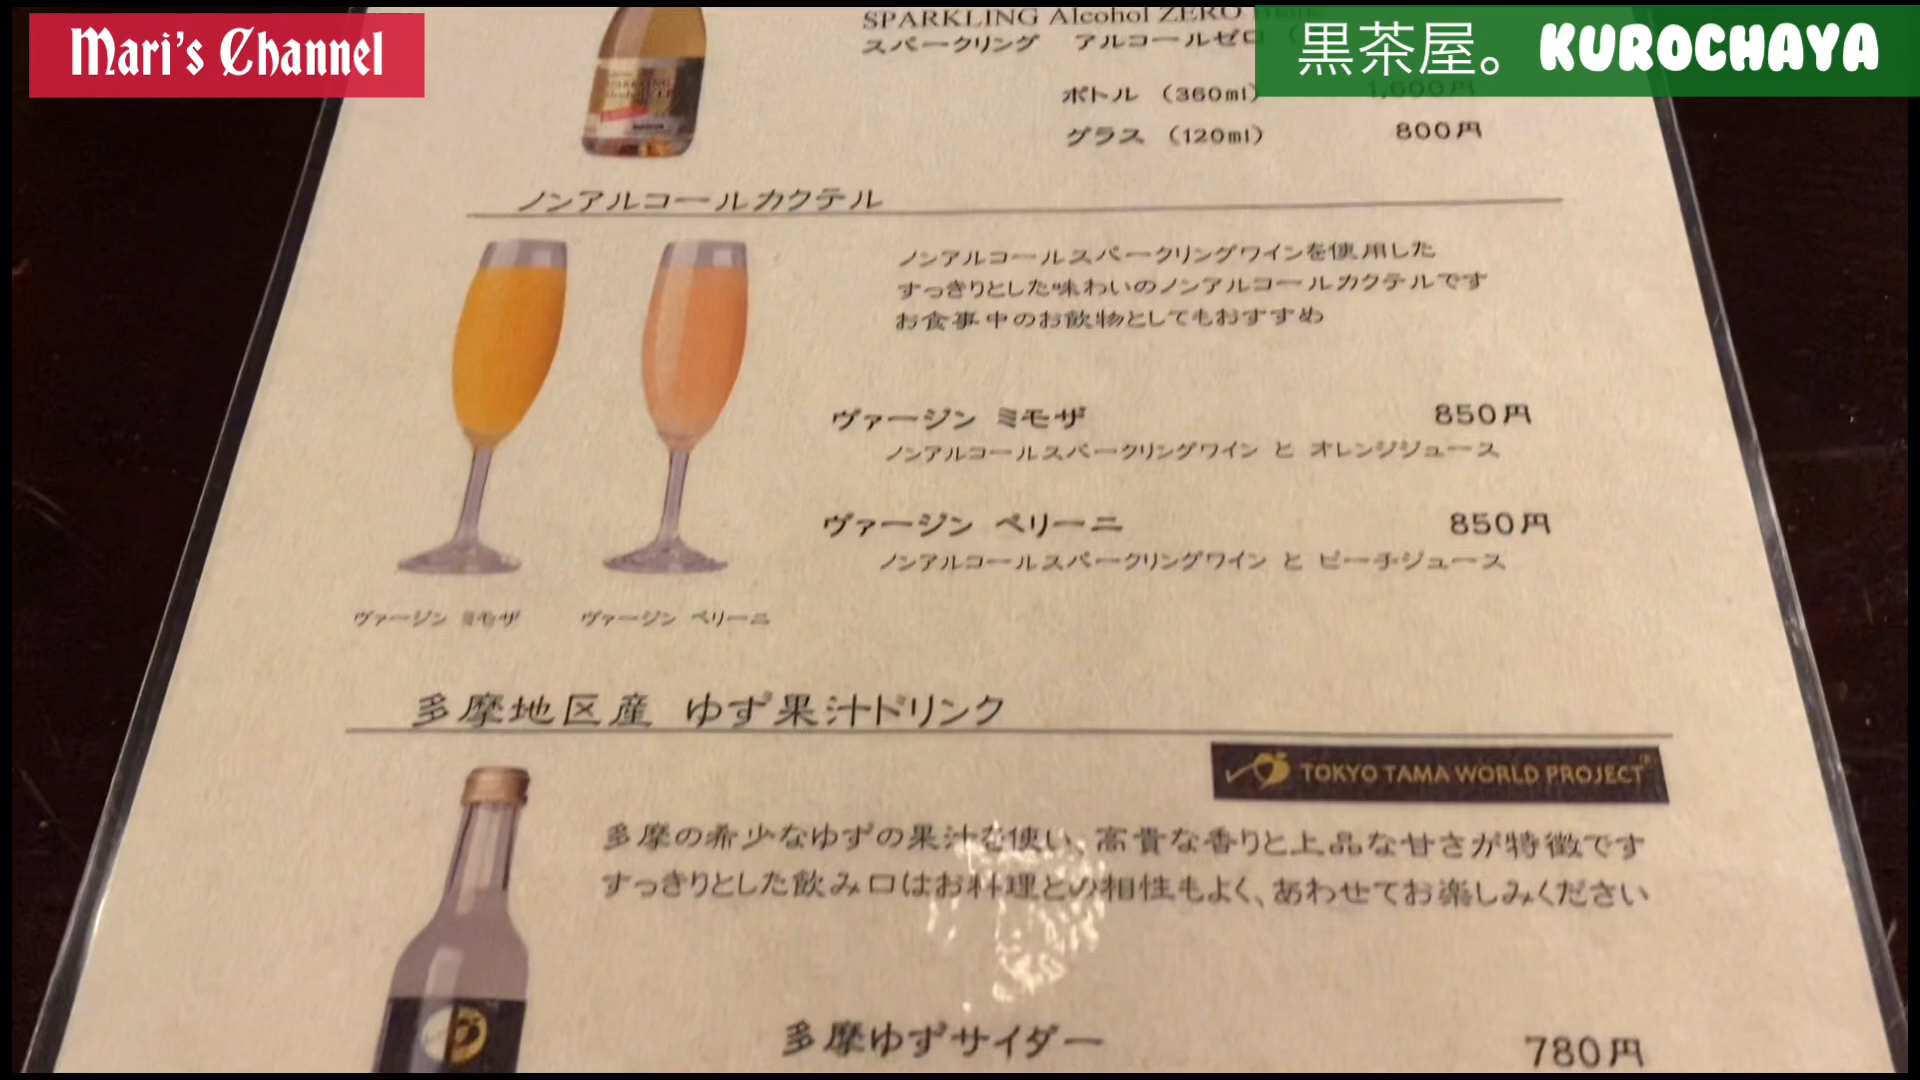 Mari's Channel
黒茶屋。KUROCHAYA
SPARKLING Alcohol ZERO
スパークリング アルコールゼロ
ボトル (360ml) 1,600円
グラス (120ml) 800円
ノンアルコールカクテル
ノンアルコールスパークリングワインを使用した
すっきりとした味わいのノンアルコールカクテルです
お食事中のお飲物としてもおすすめ
ヴァージン ミモザ 850円
ノンアルコールスパークリングワイン と オレンジジュース
ヴァージン ベリーニ 850円
ノンアルコールスパークリングワイン と ピーチジュース
ヴァージン ミモザ ヴァージン ベリーニ
多摩地区産 ゆず果汁ドリンク
TOKYO TAMA WORLD PROJECT
多摩の希少なゆずの果汁を使い、高貴な香りと上品な甘さが特徴です
すっきりとした飲み口はお料理との相性もよく、あわせてお楽しみください
多摩ゆずサイダー 780円